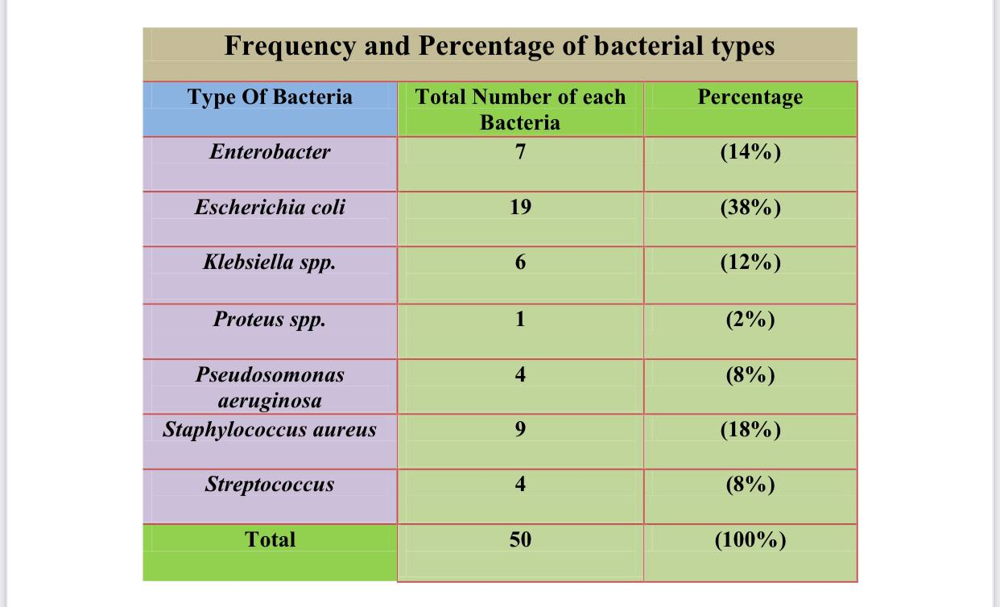 Frequency and Percentage of bacterial types
Type Of Bacteria Total Number of each Bacteria Percentage
Enterobacter 7 (14%)
Escherichia coli 19 (38%)
Klebsiella spp. 6 (12%)
Proteus spp. 1 (2%)
Pseudosomonas aeruginosa 4 (8%)
Staphylococcus aureus 9 (18%)
Streptococcus 4 (8%)
Total 50 (100%)